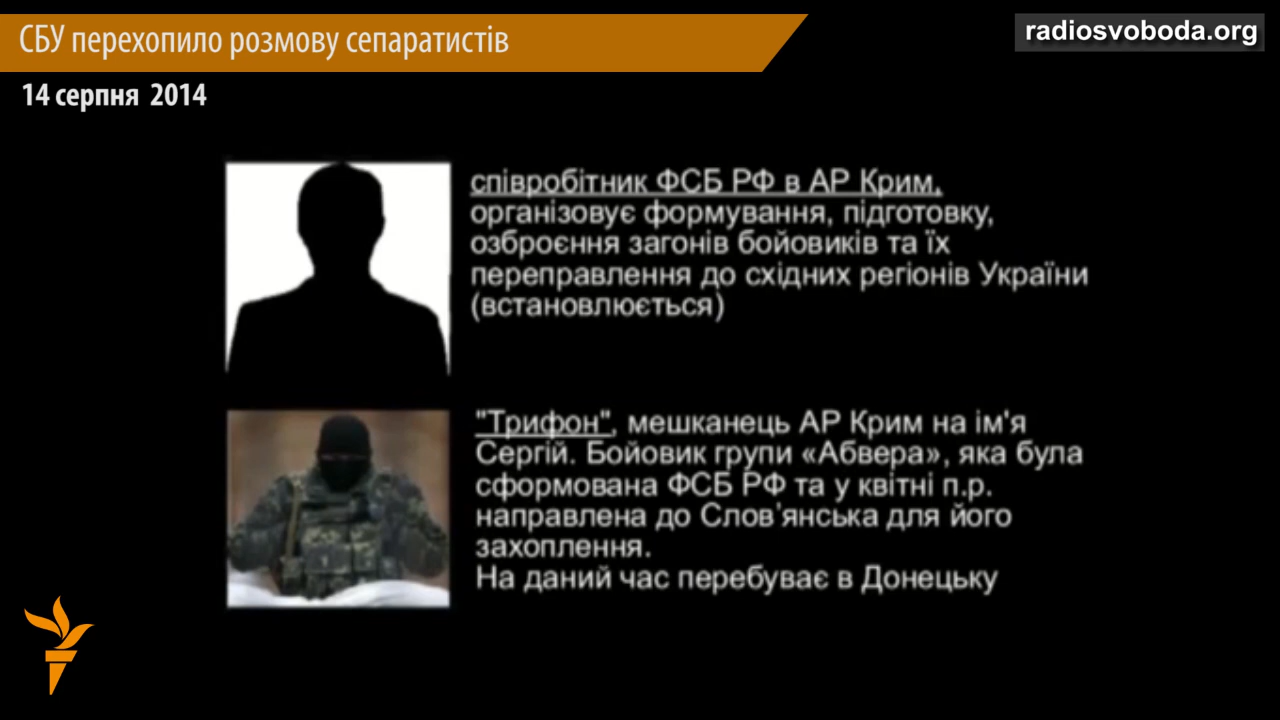 СБУ перехопило розмову сепаратистів
radiosvoboda.org
14 серпня 2014
співробітник ФСБ РФ в АР Крим,
організовує формування, підготовку,
озброєння загонів бойовиків та їх
переправлення до східних регіонів України
(встановлюється)
"Трифон", мешканець АР Крим на ім'я
Сергій. Бойовик групи «Абвера», яка була
сформована ФСБ РФ та у квітні п.р.
направлена до Слов'янська для його
захоплення.
На даний час перебуває в Донецьку